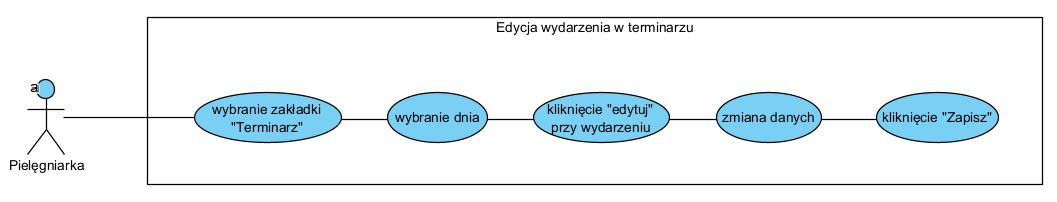 Edycja wydarzenia w terminarzu
a
Pielęgniarka
wybranie zakładki
"Terminarz"
wybranie dnia
kliknięcie "edytuj"
przy wydarzeniu
zmiana danych
kliknięcie "Zapisz"